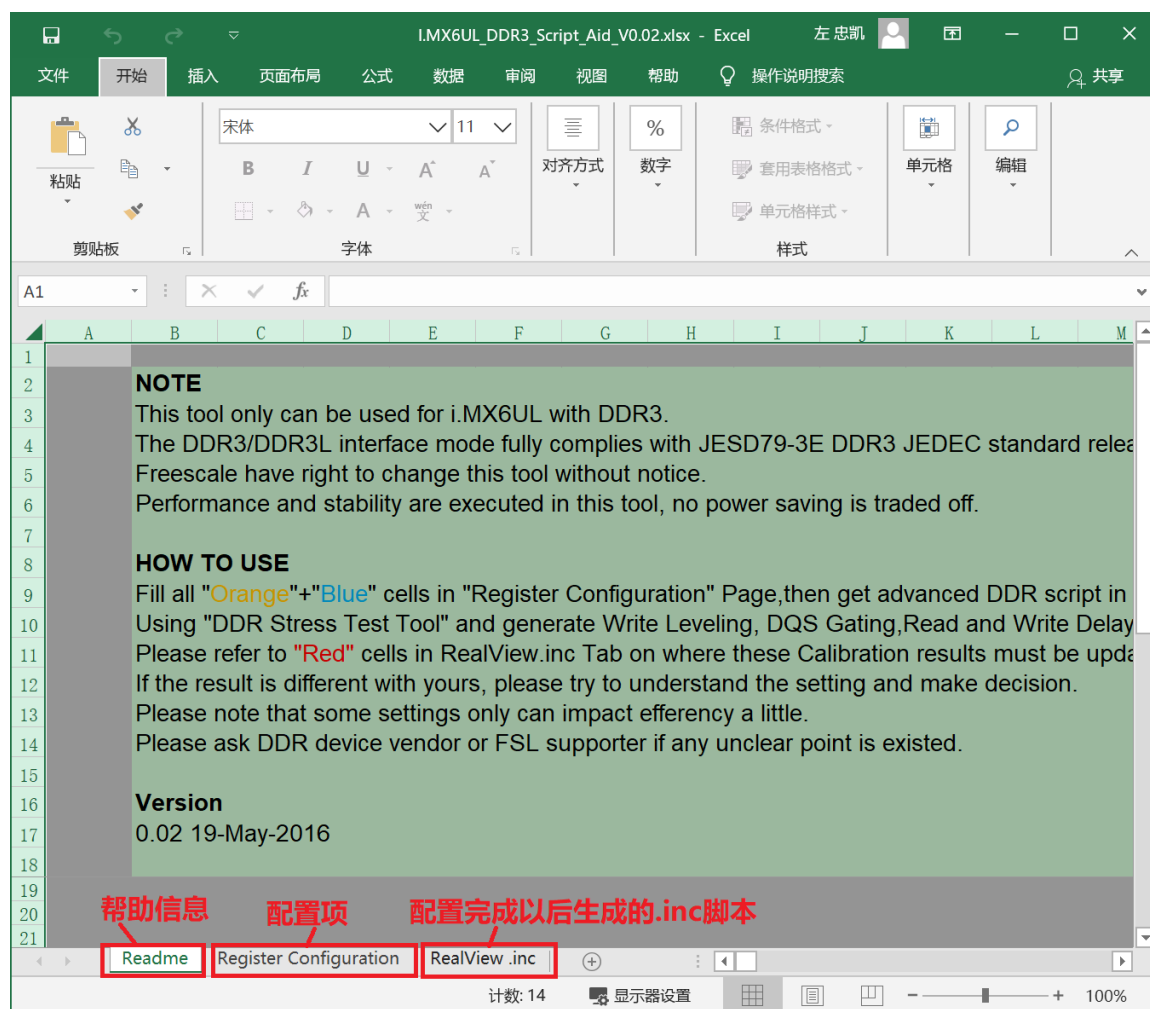 I.MX6UL_DDR3_Script_Aid_V0.02.xlsx - Excel 左 忠凯
文件 开始 插入 页面布局 公式 数据 审阅 视图 帮助 操作说明搜索 共享
宋体 11 % 条件格式
粘贴 B I U A A 对齐方式 数字 套用表格格式 单元格 编辑
A wén 文 单元格样式
剪贴板 字体 样式
A1 fx
A B C D E F G H I J K L M
1
2 NOTE
3 This tool only can be used for i.MX6UL with DDR3.
4 The DDR3/DDR3L interface mode fully complies with JESD79-3E DDR3 JEDEC standard relea
5 Freescale have right to change this tool without notice.
6 Performance and stability are executed in this tool, no power saving is traded off.
7
8 HOW TO USE
9 Fill all "Orange"+"Blue" cells in "Register Configuration" Page,then get advanced DDR script in
10 Using "DDR Stress Test Tool" and generate Write Leveling, DQS Gating,Read and Write Delay
11 Please refer to "Red" cells in RealView.inc Tab on where these Calibration results must be upda
12 If the result is different with yours, please try to understand the setting and make decision.
13 Please note that some settings only can impact efferency a little.
14 Please ask DDR device vendor or FSL supporter if any unclear point is existed.
15
16 Version
17 0.02 19-May-2016
18
19
20 帮助信息 配置项 配置完成以后生成的.inc脚本
21
Readme Register Configuration RealView .inc
计数: 14 显示器设置 100%